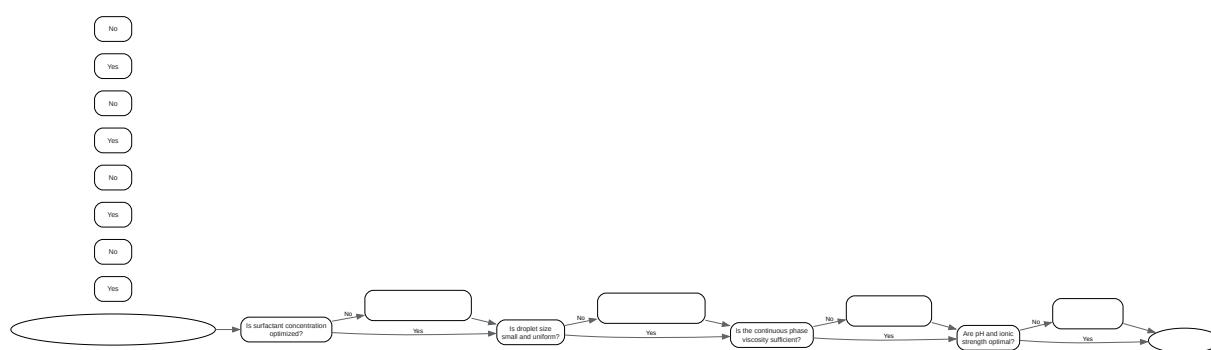 No
Yes
No
Yes
No
Yes
No
Yes
Is surfactant concentration
optimized?
No
Yes
Is droplet size
small and uniform?
No
Yes
Is the continuous phase
viscosity sufficient?
No
Yes
Are pH and ionic
strength optimal?
No
Yes